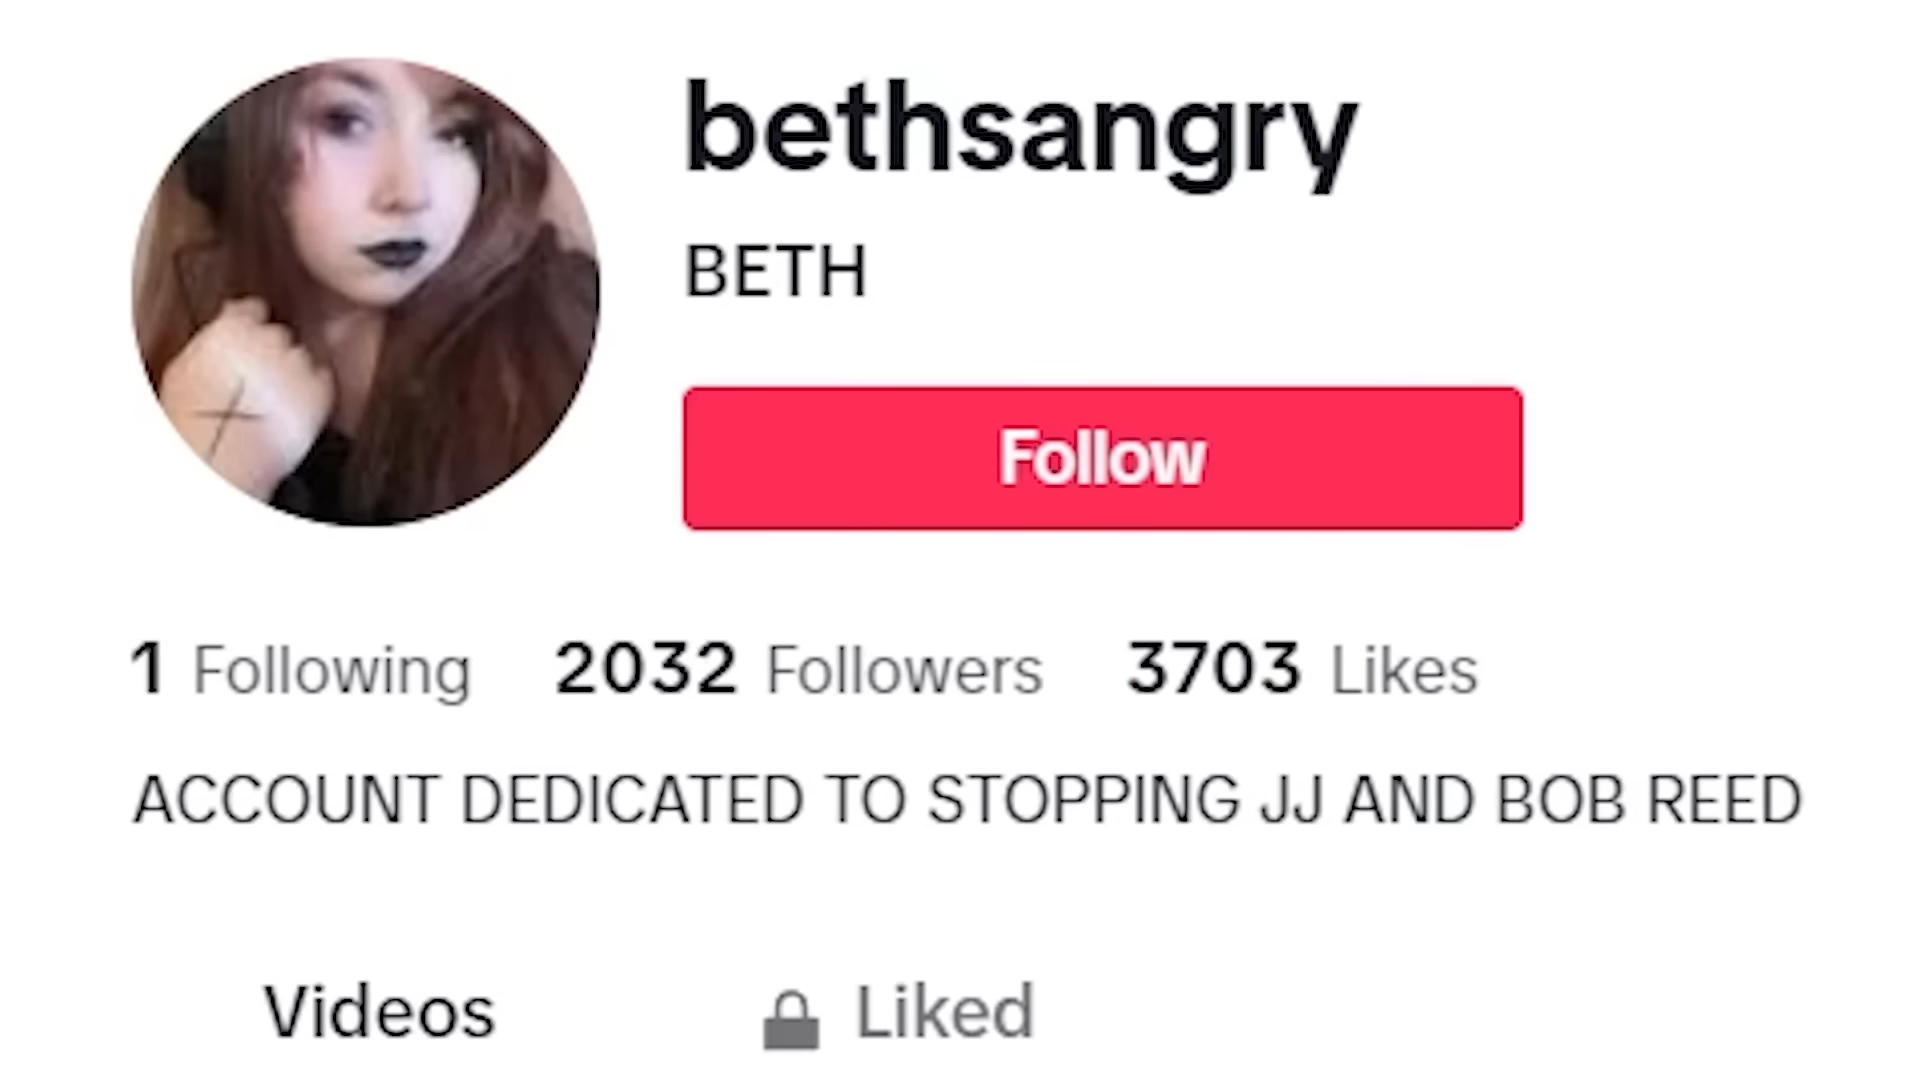 bethsangry
BETH
Follow
1 Following 2032 Followers 3703 Likes
ACCOUNT DEDICATED TO STOPPING JJ AND BOB REED
Videos Liked